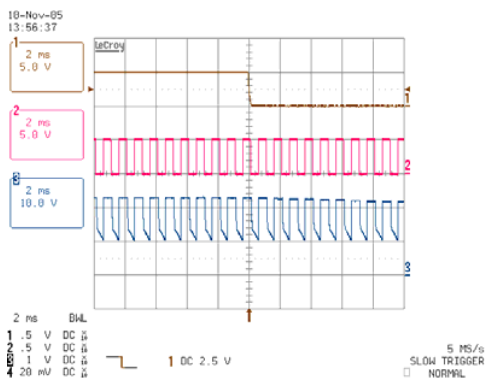 10-Nov-05
13:56:37
LeCroy
1
2 ms
5.0 V
2
2 ms
5.0 V
3
2 ms
10.0 V
1
2
3
2 ms BWL
1 .5 V DC
2 .5 V DC
3 1 V DC
4 20 mV DC
1 DC 2.5 V
5 MS/s
SLOW TRIGGER
NORMAL